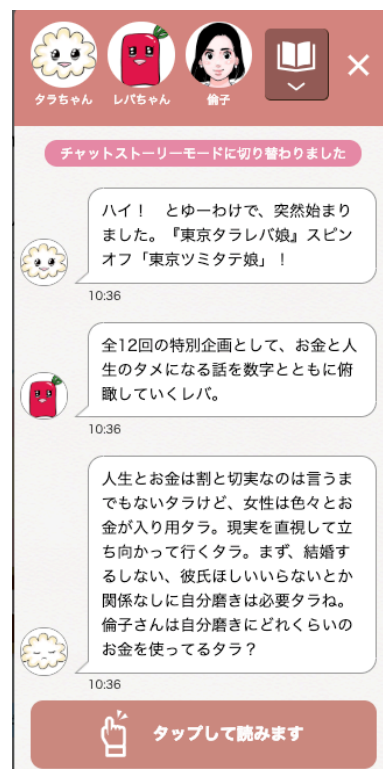 タラちゃん
レバちゃん
倫子
チャットストーリーモードに切り替わりました
ハイ！　とゆーわけで、突然始まり
ました。『東京タラレバ娘』スピン
オフ「東京ツミタテ娘」！
10:36
全12回の特別企画として、お金と人
生のタメになる話を数字とともに俯
瞰していくレバ。
10:36
人生とお金は割と切実なのは言うま
でもないタラけど、女性は色々とお
金が入り用タラ。現実を直視して立
ち向かって行くタラ。まず、結婚す
るしない、彼氏ほしいいらないとか
関係なしに自分磨きは必要タラね。
倫子さんは自分磨きにどれくらいの
お金を使ってるタラ？
10:36
タップして読みます